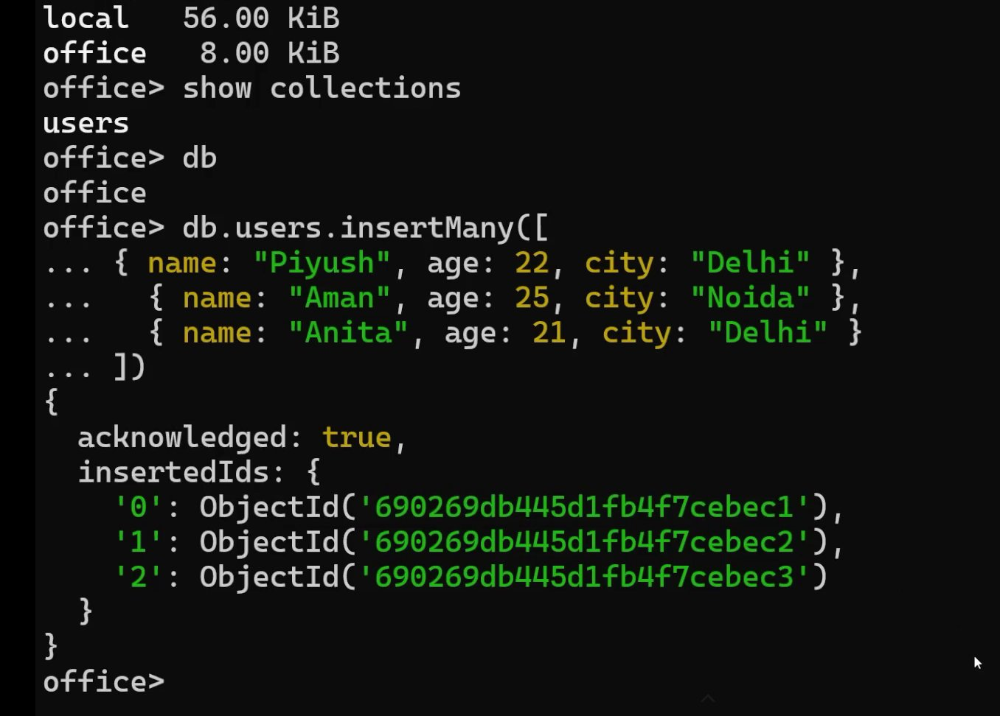 local   56.00 KiB
office   8.00 KiB
office> show collections
users
office> db
office
office> db.users.insertMany([
... { name: "Piyush", age: 22, city: "Delhi" },
...   { name: "Aman", age: 25, city: "Noida" },
...   { name: "Anita", age: 21, city: "Delhi" }
... ])
{
  acknowledged: true,
  insertedIds: {
    '0': ObjectId('690269db445d1fb4f7cebec1'),
    '1': ObjectId('690269db445d1fb4f7cebec2'),
    '2': ObjectId('690269db445d1fb4f7cebec3')
  }
}
office>